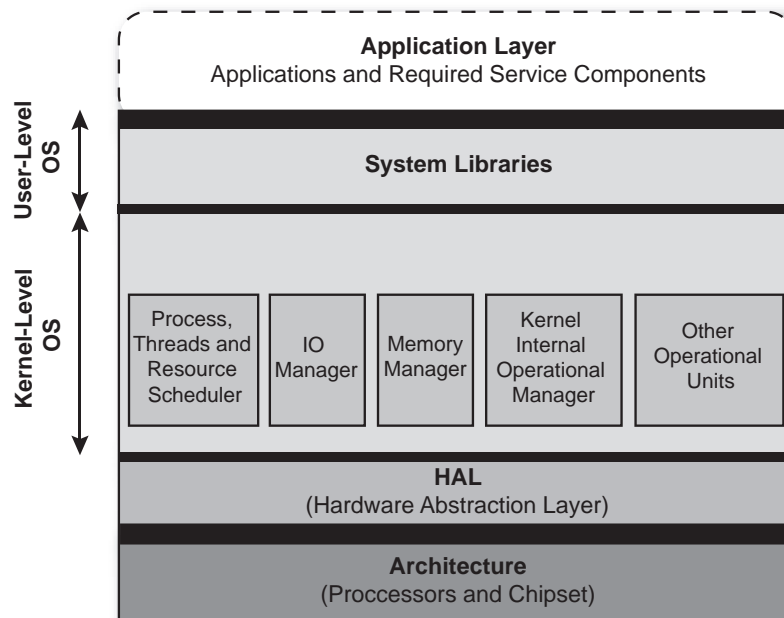 Application Layer
Applications and Required Service Components
User-Level
OS
System Libraries
Kernel-Level
OS
Process,
Threads and
Resource
Scheduler
IO
Manager
Memory
Manager
Kernel
Internal
Operational
Manager
Other
Operational
Units
HAL
(Hardware Abstraction Layer)
Architecture
(Proccessors and Chipset)